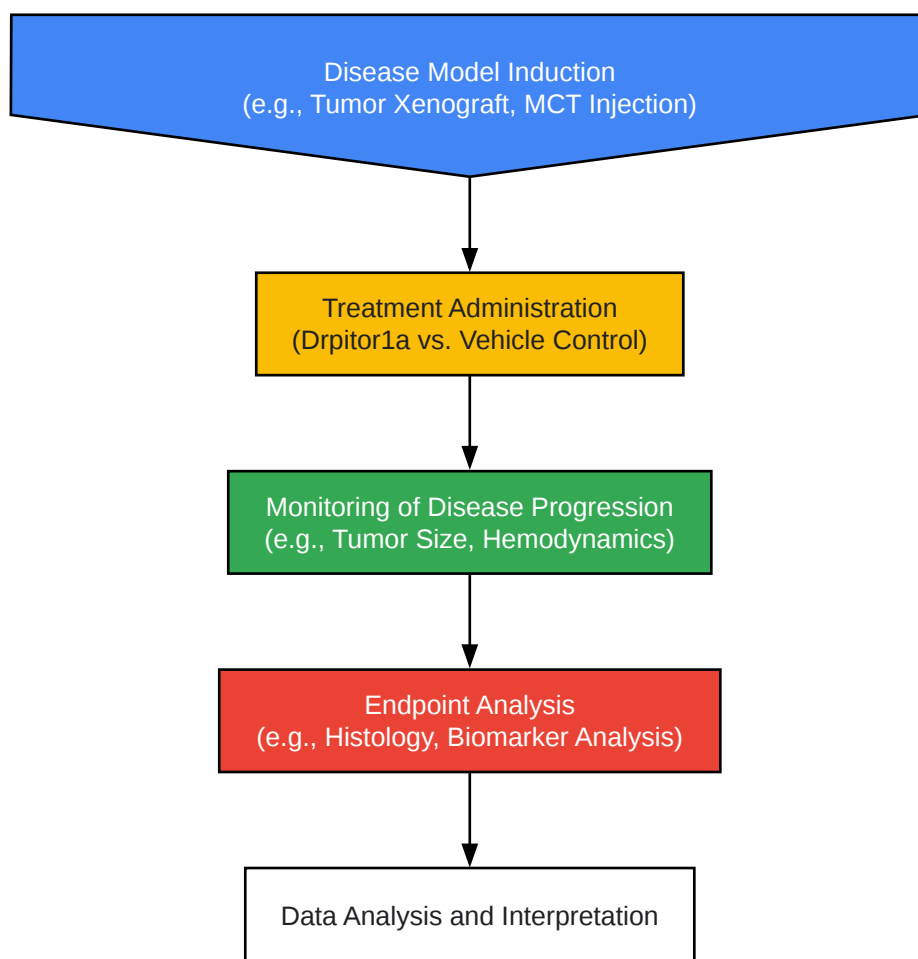 Disease Model Induction
(e.g., Tumor Xenograft, MCT Injection)
Treatment Administration
(Drpitor1a vs. Vehicle Control)
Monitoring of Disease Progression
(e.g., Tumor Size, Hemodynamics)
Endpoint Analysis
(e.g., Histology, Biomarker Analysis)
Data Analysis and Interpretation